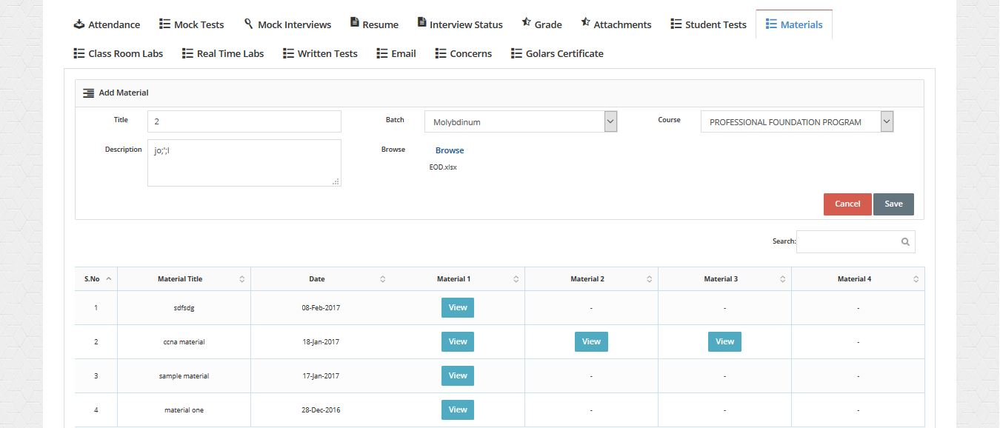 Attendance Mock Tests Mock Interviews Resume Interview Status Grade Attachments Student Tests Materials
Class Room Labs Real Time Labs Written Tests Email Concerns Golars Certificate
Add Material
Title 2 Batch Molybdinum Course PROFESSIONAL FOUNDATION PROGRAM
Description jo;';l Browse Browse
EOD.xlsx
Cancel Save
Search:
S.No Material Title Date Material 1 Material 2 Material 3 Material 4
1 sdfsdg 08-Feb-2017 View - - -
2 ccna material 18-Jan-2017 View View View -
3 sample material 17-Jan-2017 View - - -
4 material one 28-Dec-2016 View - - -